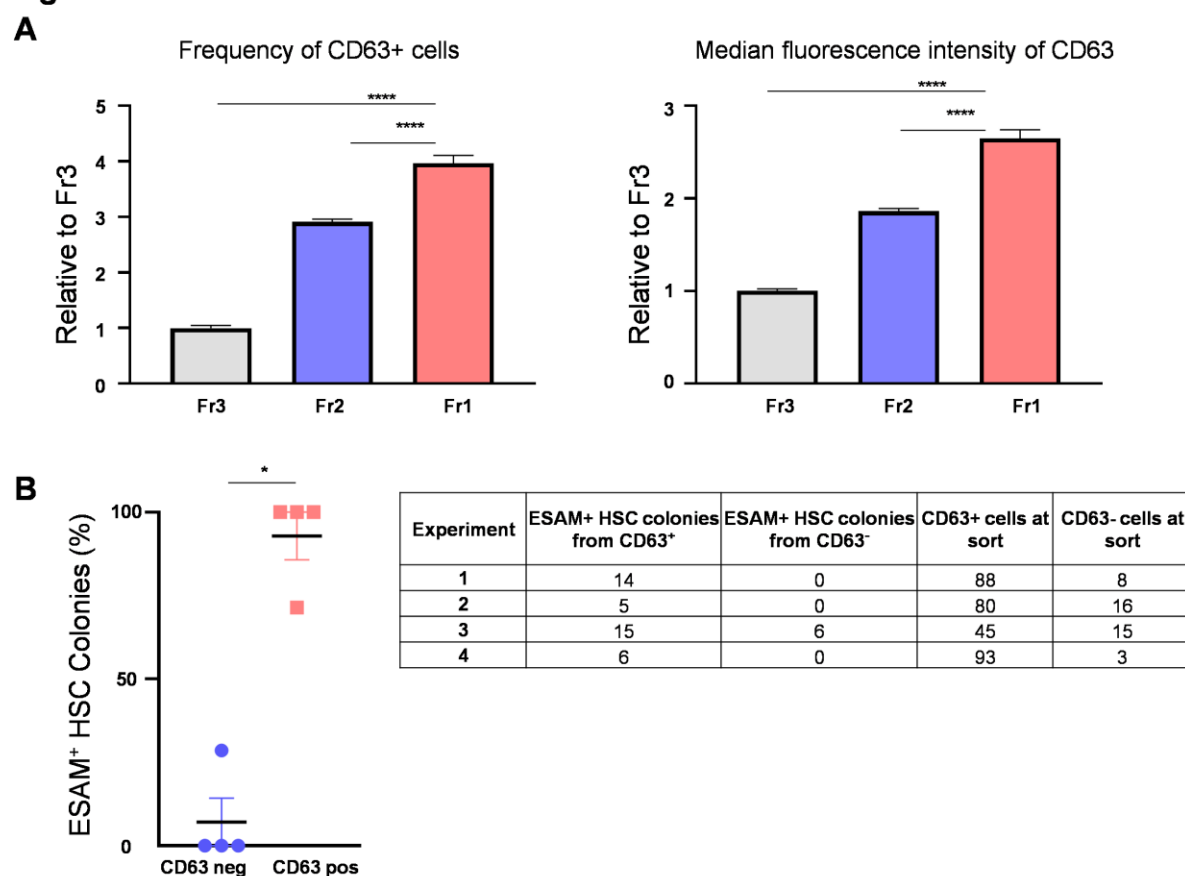 A
Frequency of CD63+ cells
Median fluorescence intensity of CD63
Relative to Fr3
5
4
3
2
1
0
****
****
Fr3
Fr2
Fr1
Relative to Fr3
3
2
1
0
****
****
Fr3
Fr2
Fr1
B
ESAM⁺ HSC Colonies (%)
100
50
0
*
CD63 neg
CD63 pos
Experiment
ESAM+ HSC colonies
from CD63⁺
ESAM+ HSC colonies
from CD63⁻
CD63+ cells at
sort
CD63- cells at
sort
1 14 0 88 8
2 5 0 80 16
3 15 6 45 15
4 6 0 93 3